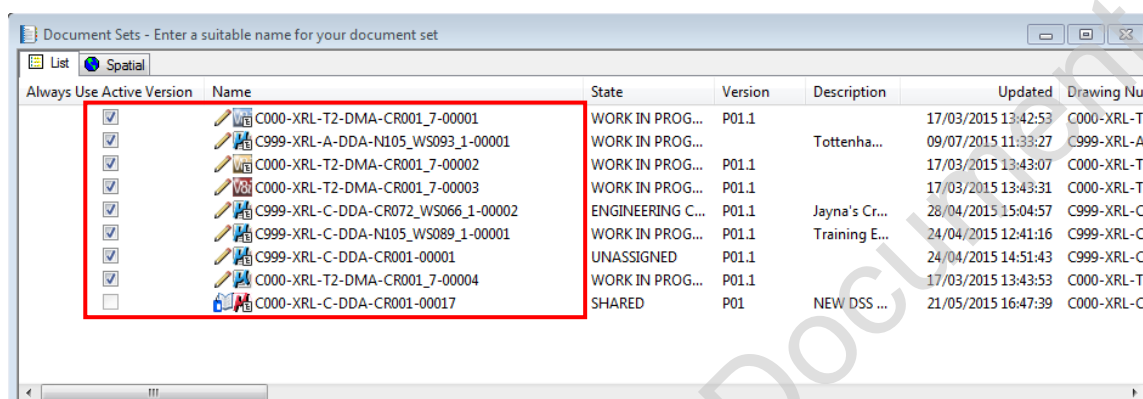 Document Sets - Enter a suitable name for your document set
List Spatial
Always Use Active Version Name State Version Description Updated Drawing Nu
C000-XRL-T2-DMA-CR001_7-00001 WORK IN PROG... P01.1 17/03/2015 13:42:53 C000-XRL-T
C999-XRL-A-DDA-N105_WS093_1-00001 WORK IN PROG... Tottenha... 09/07/2015 11:33:27 C999-XRL-A
C000-XRL-T2-DMA-CR001_7-00002 WORK IN PROG... P01.1 17/03/2015 13:43:07 C000-XRL-T
C000-XRL-T2-DMA-CR001_7-00003 WORK IN PROG... P01.1 17/03/2015 13:43:31 C000-XRL-T
C999-XRL-C-DDA-CR072_WS066_1-00002 ENGINEERING C... P01.1 Jayna's Cr... 28/04/2015 15:04:57 C999-XRL-C
C999-XRL-C-DDA-N105_WS089_1-00001 WORK IN PROG... P01.1 Training E... 24/04/2015 12:41:16 C999-XRL-C
C999-XRL-C-DDA-CR001-00001 UNASSIGNED P01.1 24/04/2015 14:51:43 C999-XRL-C
C000-XRL-T2-DMA-CR001_7-00004 WORK IN PROG... P01.1 17/03/2015 13:43:53 C000-XRL-T
C000-XRL-C-DDA-CR001-00017 SHARED P01 NEW DSS ... 21/05/2015 16:47:39 C000-XRL-C
Document